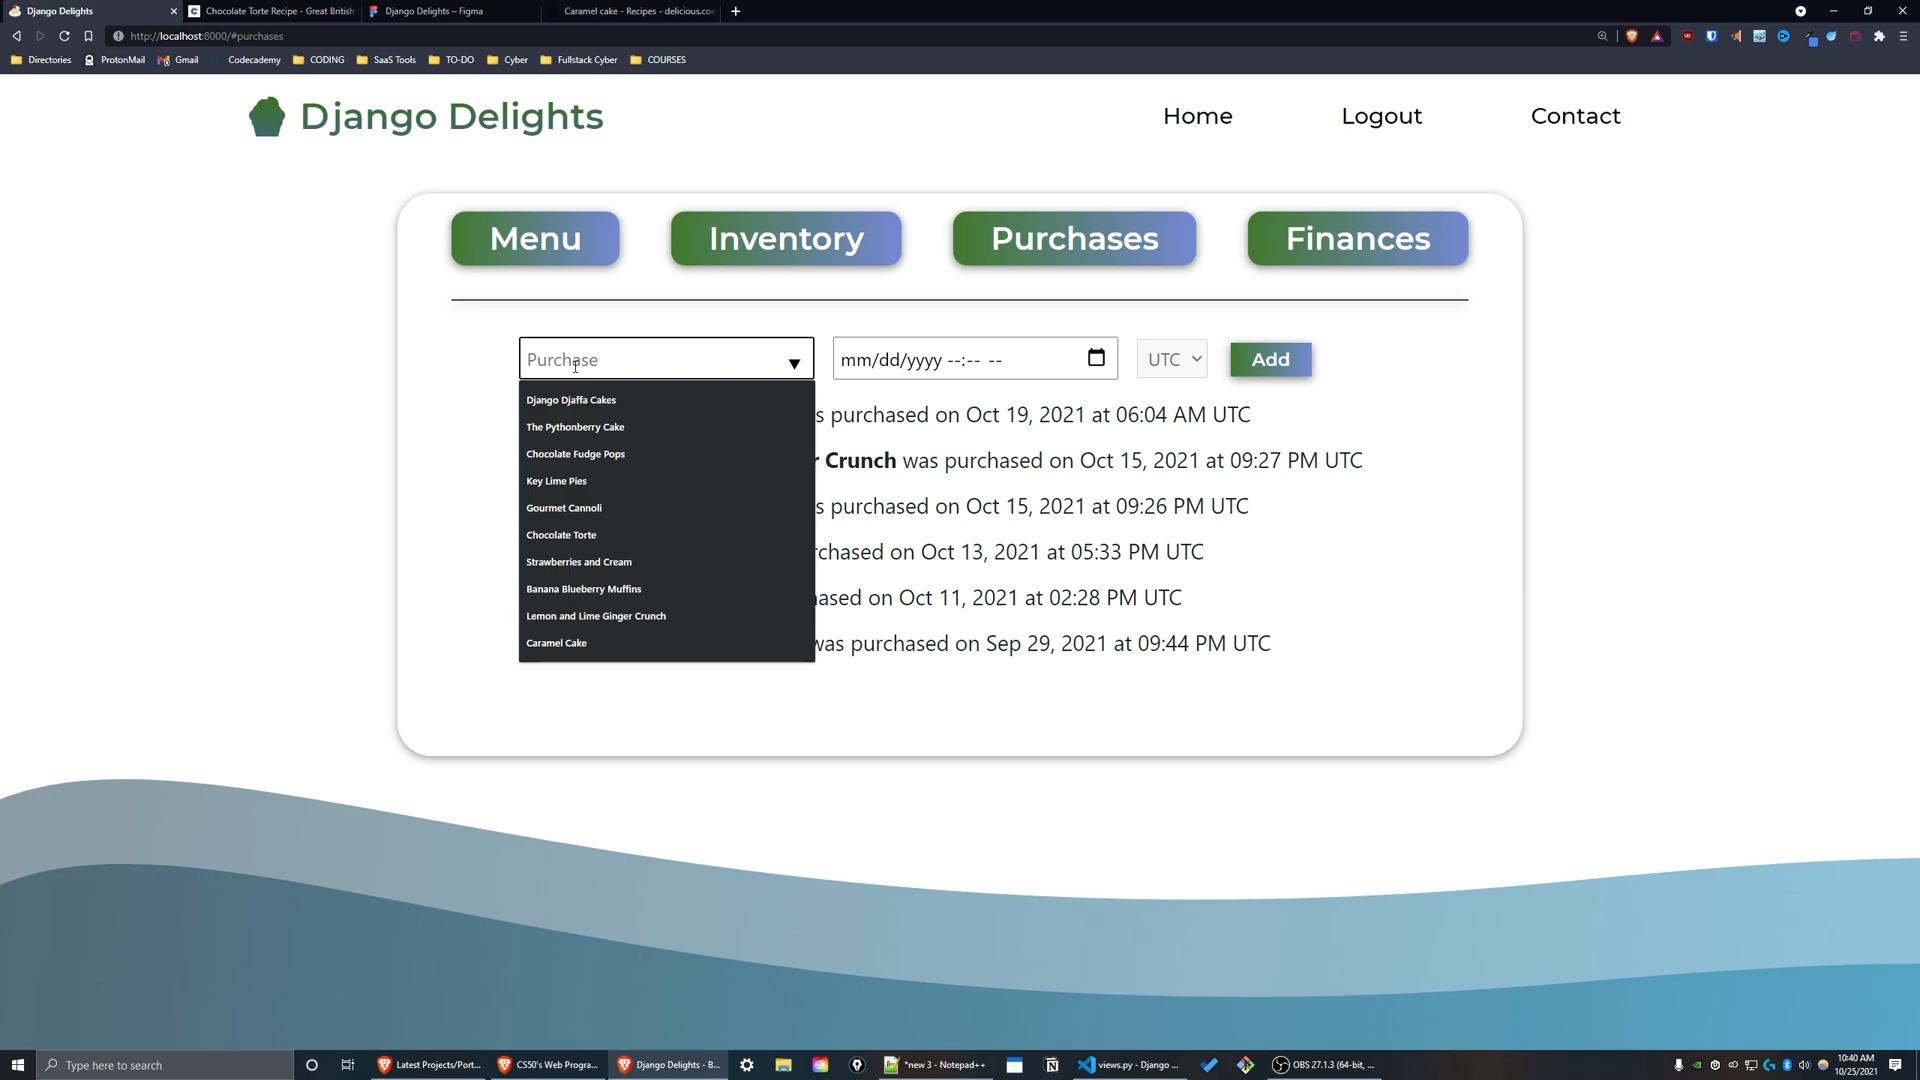 Django Delights
Chocolate Torte Recipe - Great British
Django Delights – Figma
Caramel cake - Recipes - delicious.com
http://localhost:8000/#purchases
Directories ProtonMail Gmail Codecademy CODING SaaS Tools TO-DO Cyber Fullstack Cyber COURSES
Django Delights
Home Logout Contact
Menu Inventory Purchases Finances
Purchase mm/dd/yyyy --:-- -- UTC Add
Django Djaffa Cakes
The Pythonberry Cake
Chocolate Fudge Pops
Key Lime Pies
Gourmet Cannoli
Chocolate Torte
Strawberries and Cream
Banana Blueberry Muffins
Lemon and Lime Ginger Crunch
Caramel Cake
purchased on Oct 19, 2021 at 06:04 AM UTC
Crunch was purchased on Oct 15, 2021 at 09:27 PM UTC
purchased on Oct 15, 2021 at 09:26 PM UTC
rchased on Oct 13, 2021 at 05:33 PM UTC
ased on Oct 11, 2021 at 02:28 PM UTC
was purchased on Sep 29, 2021 at 09:44 PM UTC
Type here to search
Latest Projects/Port...
CS50's Web Progra...
Django Delights - B...
*new 3 - Notepad++
views.py - Django ...
OBS 27.1.3 (64-bit, ...
10:40 AM
10/25/2021